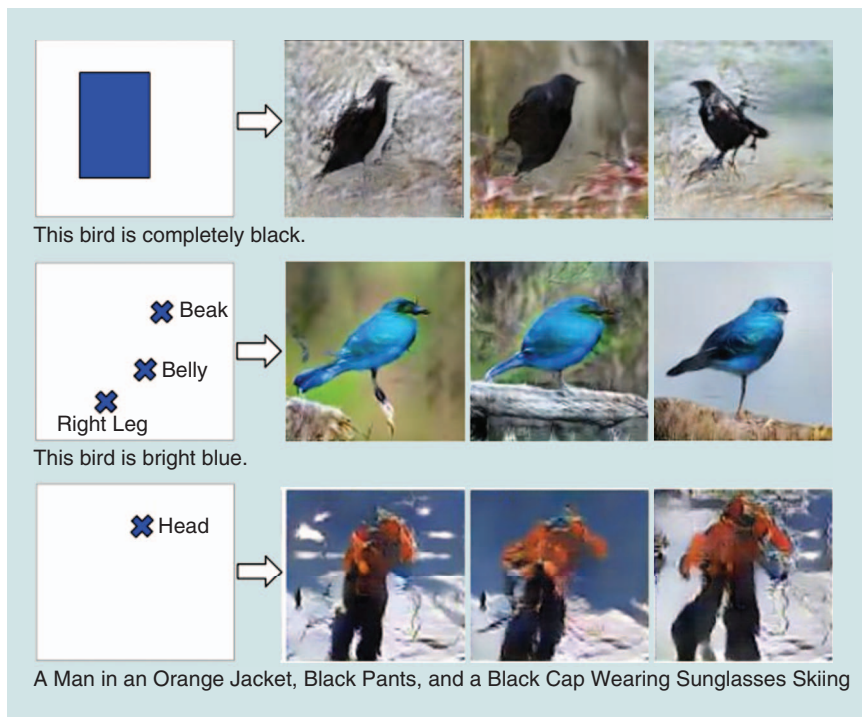 This bird is completely black.
Beak
Belly
Right Leg
This bird is bright blue.
Head
A Man in an Orange Jacket, Black Pants, and a Black Cap Wearing Sunglasses Skiing